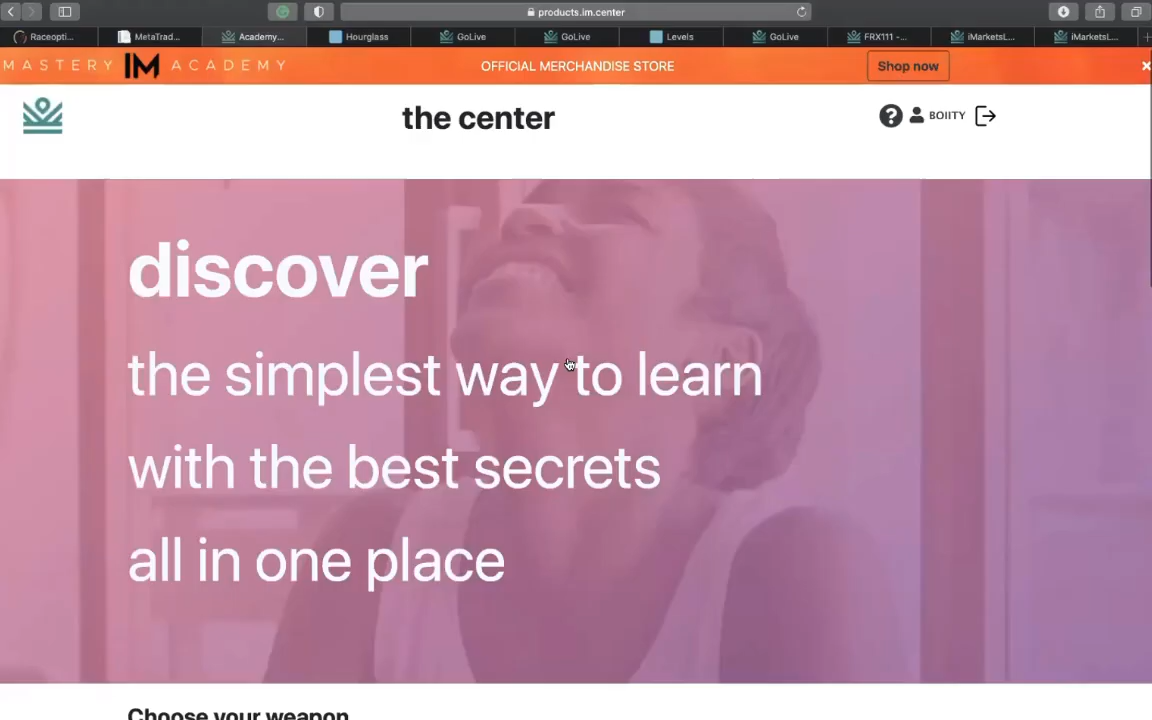 products.im.center
Raceopti...
MetaTrad...
Academy...
Hourglass
GoLive
GoLive
Levels
GoLive
FRX111 -...
iMarketsL...
iMarketsL...
MASTERY IM ACADEMY
OFFICIAL MERCHANDISE STORE
Shop now
the center
BOIITY
discover
the simplest way to learn
with the best secrets
all in one place
Choose your weapon